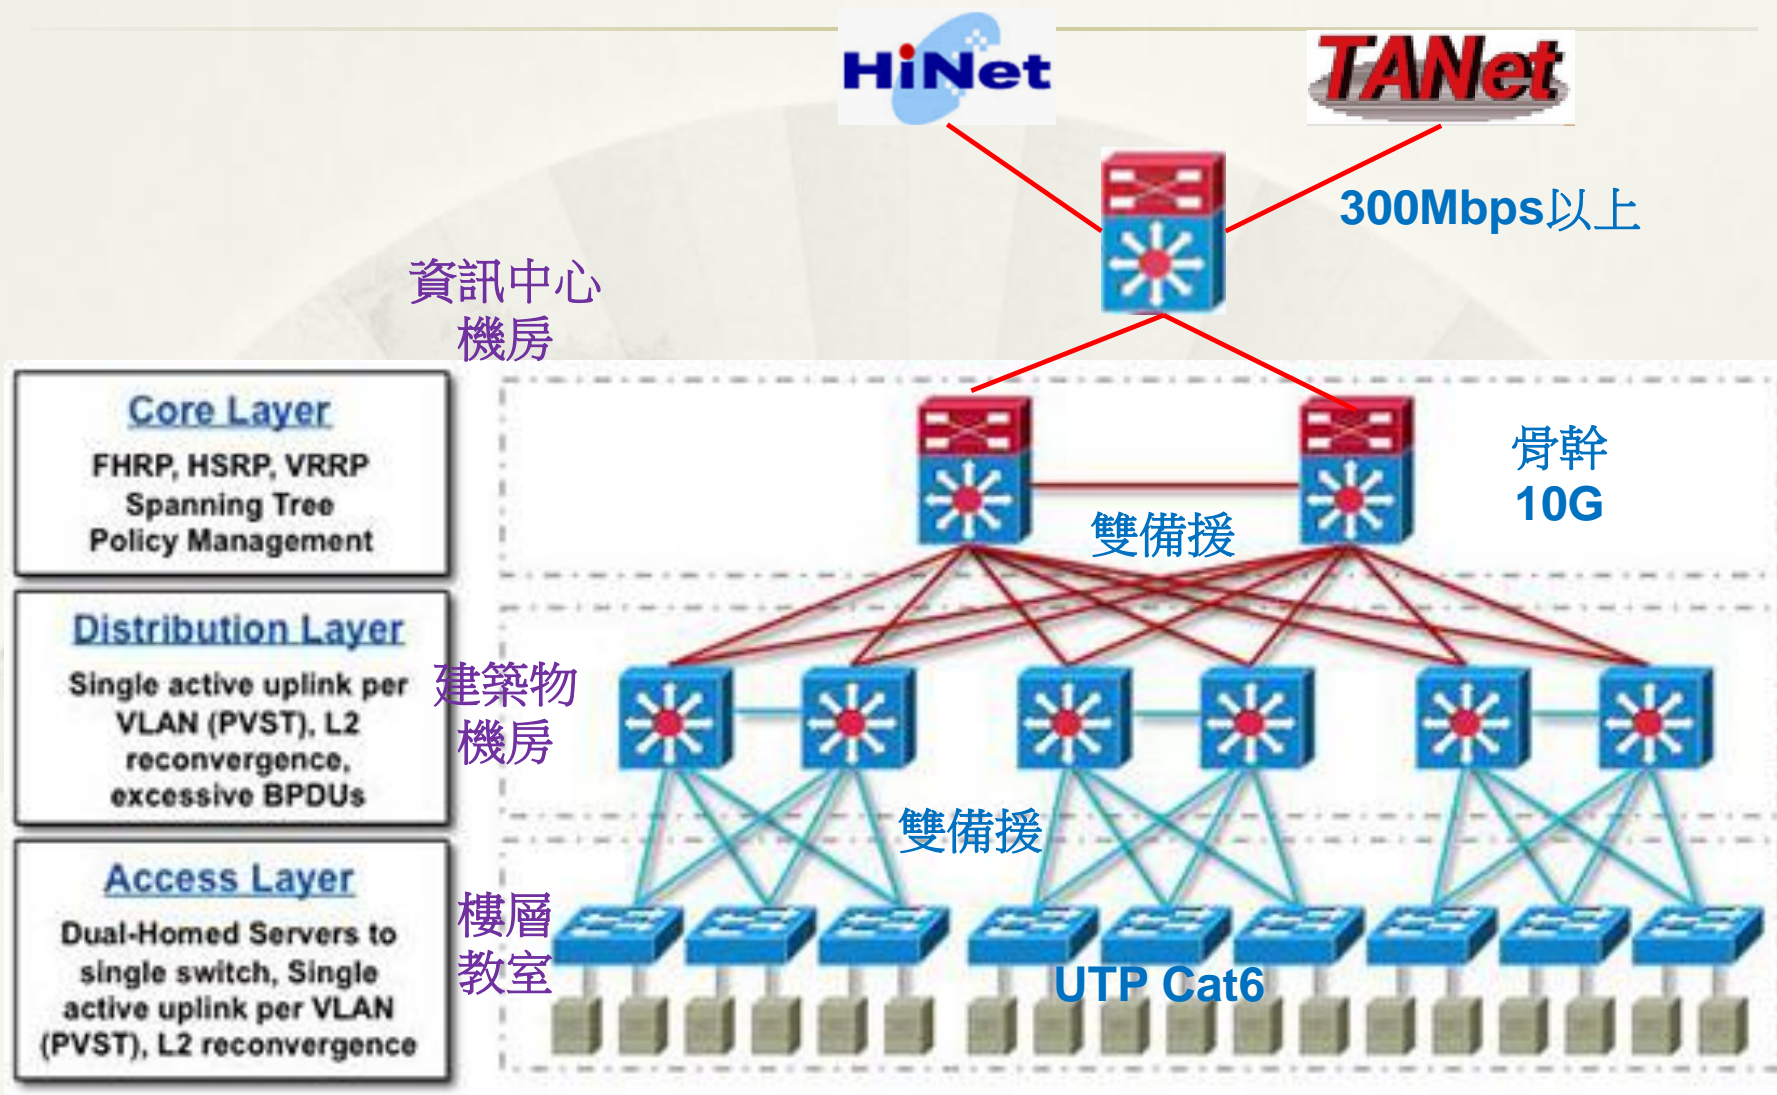 HiNet
TANet
300Mbps以上
資訊中心
機房
Core Layer
FHRP, HSRP, VRRP
Spanning Tree
Policy Management
骨幹
10G
雙備援
Distribution Layer
Single active uplink per
VLAN (PVST), L2
reconvergence,
excessive BPDUs
建築物
機房
雙備援
Access Layer
Dual-Homed Servers to
single switch, Single
active uplink per VLAN
(PVST), L2 reconvergence
樓層
教室
UTP Cat6